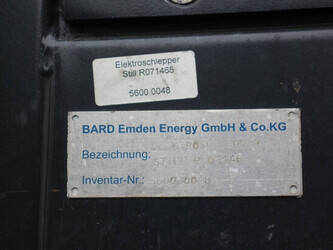 Elektroschlepper
Still R071465
5600.0048
BARD Emden Energy GmbH & Co.KG
Bezeichnung:
Inventar-Nr.: